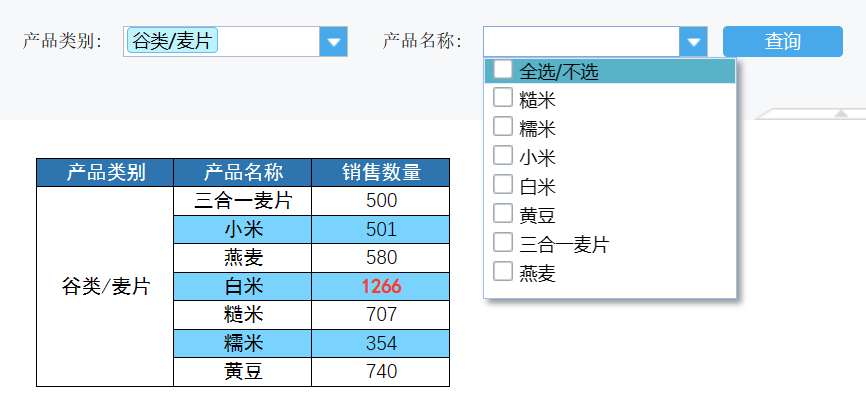 产品类别: 谷类/麦片 产品名称: 查询
全选/不选
糙米
糯米
小米
白米
黄豆
三合一麦片
燕麦
产品类别 产品名称 销售数量
谷类/麦片
三合一麦片 500
小米 501
燕麦 580
白米 1266
糙米 707
糯米 354
黄豆 740